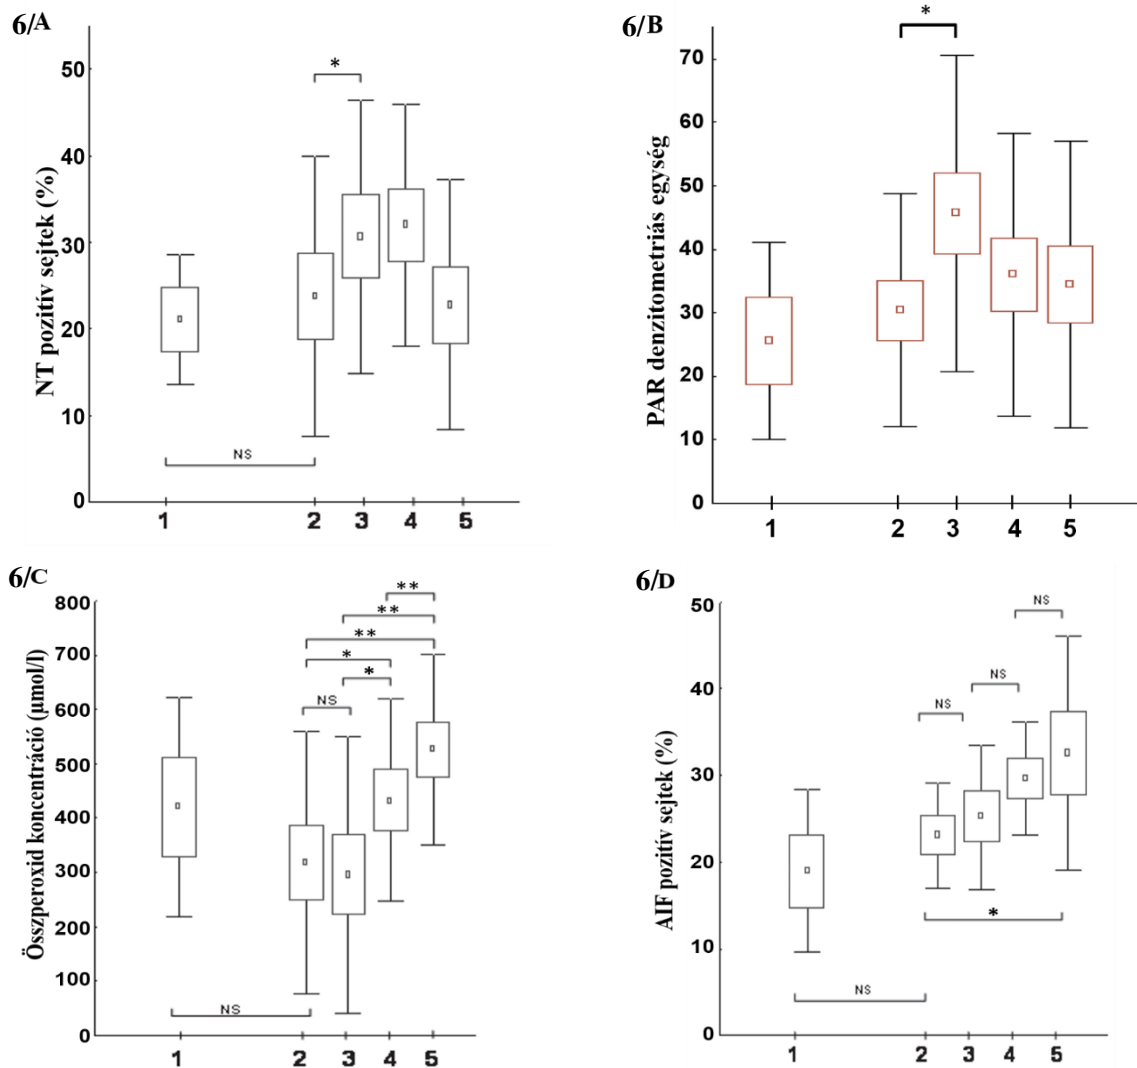 6/A
NT pozitív sejtek (%)
50
40
30
20
10
0
*
NS
1 2 3 4 5
6/B
PAR denzitometriás egység
70
60
50
40
30
20
10
0
*
1 2 3 4 5
6/C
Összperoxid koncentráció (µmol/l)
800
700
600
500
400
300
200
100
0
**
**
**
*
*
NS
NS
1 2 3 4 5
6/D
AIF pozitív sejtek (%)
50
40
30
20
10
0
NS
NS
NS
*
NS
1 2 3 4 5